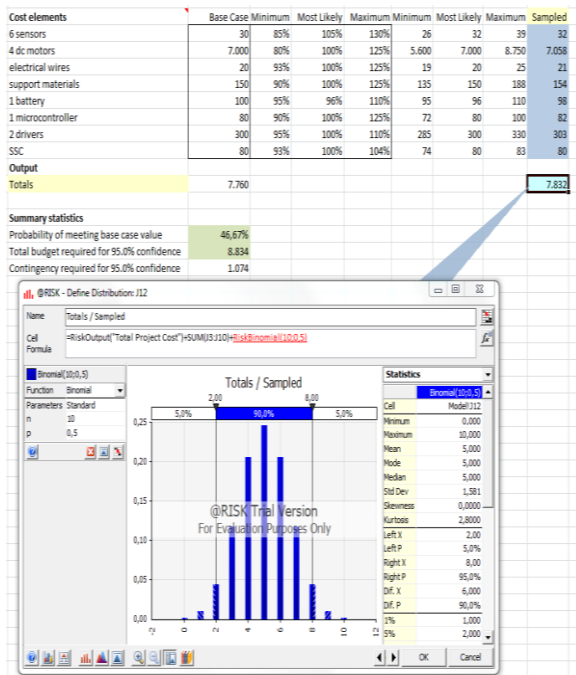 Cost elements Base Case Minimum Most Likely Maximum Minimum Most Likely Maximum Sampled
6 sensors 30 85% 105% 130% 26 32 39 32
4 dc motors 7.000 80% 100% 125% 5.600 7.000 8.750 7.058
electrical wires 20 93% 100% 125% 19 20 25 21
support materials 150 90% 100% 125% 135 150 188 154
1 battery 100 95% 96% 110% 95 96 110 98
1 microcontroller 80 90% 100% 125% 72 80 100 82
2 drivers 300 95% 100% 110% 285 300 330 303
SSC 80 93% 100% 104% 74 80 83 80
Output
Totals 7.760 7.832
Summary statistics
Probability of meeting base case value 46,67%
Total budget required for 95.0% confidence 8.834
Contingency required for 95.0% confidence 1.074
@RISK - Define Distribution: J12
Name Totals / Sampled
Cell Formula =RiskOutput("Total Project Cost")+SUM(J3:J10)+RiskBinomial(10;0,5)
Binomial(10;0,5)
Function Binomial
Parameters Standard
n 10
p 0,5
Totals / Sampled
2,00 8,00
5,0% 90,0% 5,0%
0,25
0,20
0,15
0,10
0,05
0,00
-2 0 2 4 6 8 10 12
@RISK Trial Version
For Evaluation Purposes Only
Statistics
Binomial(10;0,5)
Cell Model!J12
Minimum 0,000
Maximum 10,000
Mean 5,000
Mode 5,000
Median 5,000
Std Dev 1,581
Skewness 0,0000
Kurtosis 2,8000
Left X 2,00
Left P 5,0%
Right X 8,00
Right P 95,0%
Dif. X 6,000
Dif. P 90,0%
1% 1,000
5% 2,000
OK Cancel